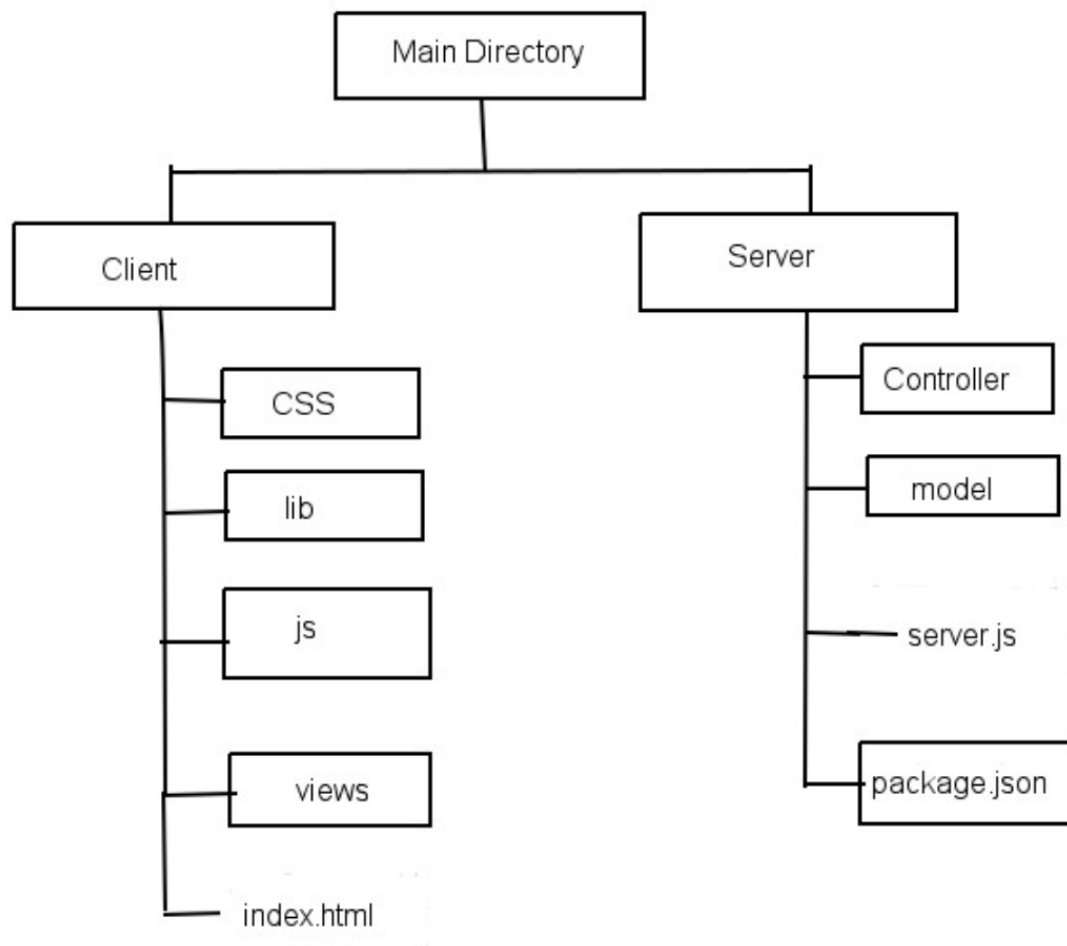 Main Directory
Client
CSS
lib
js
views
index.html
Server
Controller
model
server.js
package.json